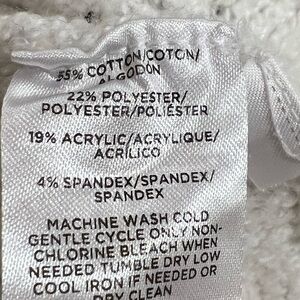 55% COTTON/COTON/
ALGODON
22% POLYESTER/
POLYESTER/POLIÉSTER
19% ACRYLIC/ACRYLIQUE/
ACRÍLICO
4% SPANDEX/SPANDEX/
SPANDEX
MACHINE WASH COLD
GENTLE CYCLE ONLY NON-
CHLORINE BLEACH WHEN
NEEDED TUMBLE DRY LOW
COOL IRON IF NEEDED OR
DRY CLEAN